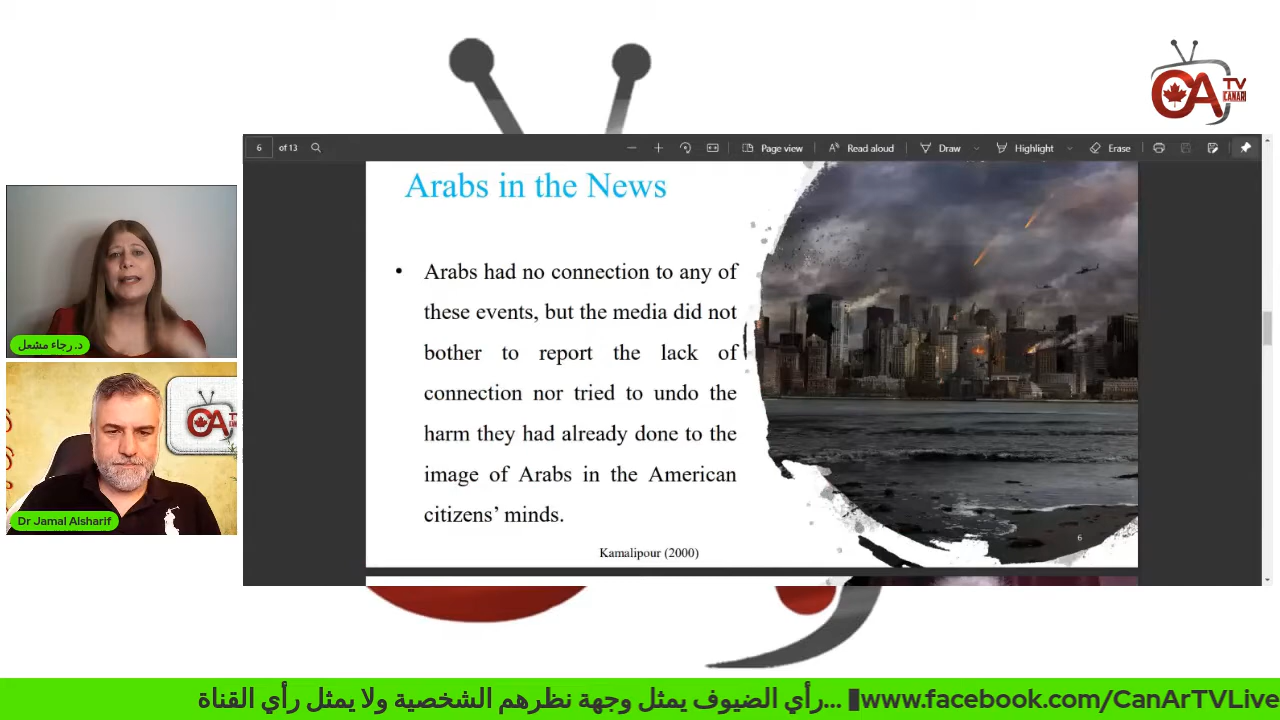 CA TV
CANARI
6 of 13 Page view Read aloud Draw Highlight Erase
Arabs in the News
• Arabs had no connection to any of
these events, but the media did not
bother to report the lack of
connection nor tried to undo the
harm they had already done to the
image of Arabs in the American
citizens’ minds.
Kamalipour (2000)
6
د. رجاء مشعل
CA TV
Dr Jamal Alsharif
www.facebook.com/CanArTVLive ...رأي الضيوف يمثل وجهة نظرهم الشخصية ولا يمثل رأي القناة